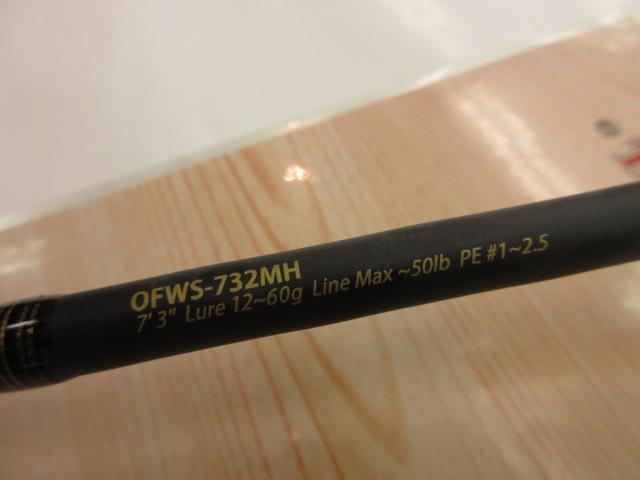 OFWS-732MH
7' 3" Lure 12~60g Line Max ~50lb PE #1~2.5